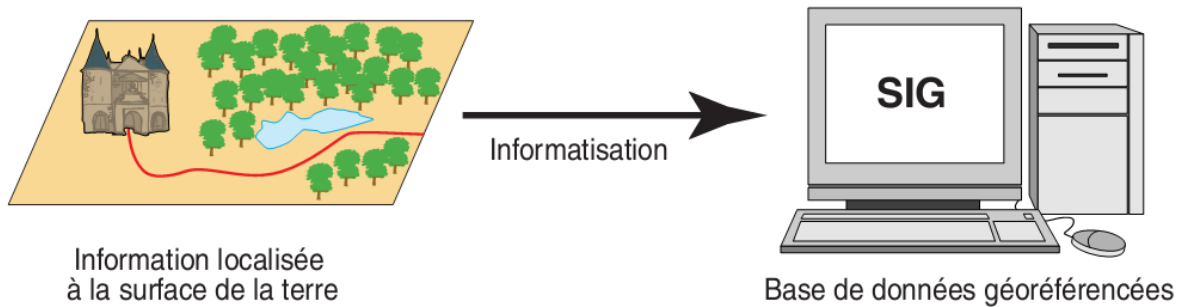 SIG
Informatisation
Information localisée
à la surface de la terre
Base de données géoréférencées